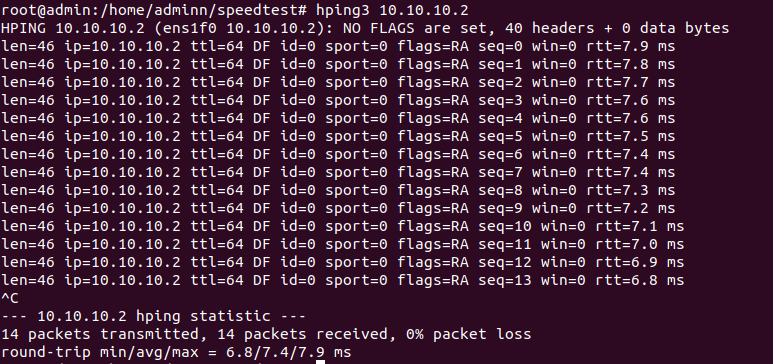 root@admin:/home/adminn/speedtest# hping3 10.10.10.2
HPING 10.10.10.2 (ens1f0 10.10.10.2): NO FLAGS are set, 40 headers + 0 data bytes
len=46 ip=10.10.10.2 ttl=64 DF id=0 sport=0 flags=RA seq=0 win=0 rtt=7.9 ms
len=46 ip=10.10.10.2 ttl=64 DF id=0 sport=0 flags=RA seq=1 win=0 rtt=7.8 ms
len=46 ip=10.10.10.2 ttl=64 DF id=0 sport=0 flags=RA seq=2 win=0 rtt=7.7 ms
len=46 ip=10.10.10.2 ttl=64 DF id=0 sport=0 flags=RA seq=3 win=0 rtt=7.6 ms
len=46 ip=10.10.10.2 ttl=64 DF id=0 sport=0 flags=RA seq=4 win=0 rtt=7.6 ms
len=46 ip=10.10.10.2 ttl=64 DF id=0 sport=0 flags=RA seq=5 win=0 rtt=7.5 ms
len=46 ip=10.10.10.2 ttl=64 DF id=0 sport=0 flags=RA seq=6 win=0 rtt=7.4 ms
len=46 ip=10.10.10.2 ttl=64 DF id=0 sport=0 flags=RA seq=7 win=0 rtt=7.4 ms
len=46 ip=10.10.10.2 ttl=64 DF id=0 sport=0 flags=RA seq=8 win=0 rtt=7.3 ms
len=46 ip=10.10.10.2 ttl=64 DF id=0 sport=0 flags=RA seq=9 win=0 rtt=7.2 ms
len=46 ip=10.10.10.2 ttl=64 DF id=0 sport=0 flags=RA seq=10 win=0 rtt=7.1 ms
len=46 ip=10.10.10.2 ttl=64 DF id=0 sport=0 flags=RA seq=11 win=0 rtt=7.0 ms
len=46 ip=10.10.10.2 ttl=64 DF id=0 sport=0 flags=RA seq=12 win=0 rtt=6.9 ms
len=46 ip=10.10.10.2 ttl=64 DF id=0 sport=0 flags=RA seq=13 win=0 rtt=6.8 ms
^C
--- 10.10.10.2 hping statistic ---
14 packets transmitted, 14 packets received, 0% packet loss
round-trip min/avg/max = 6.8/7.4/7.9 ms